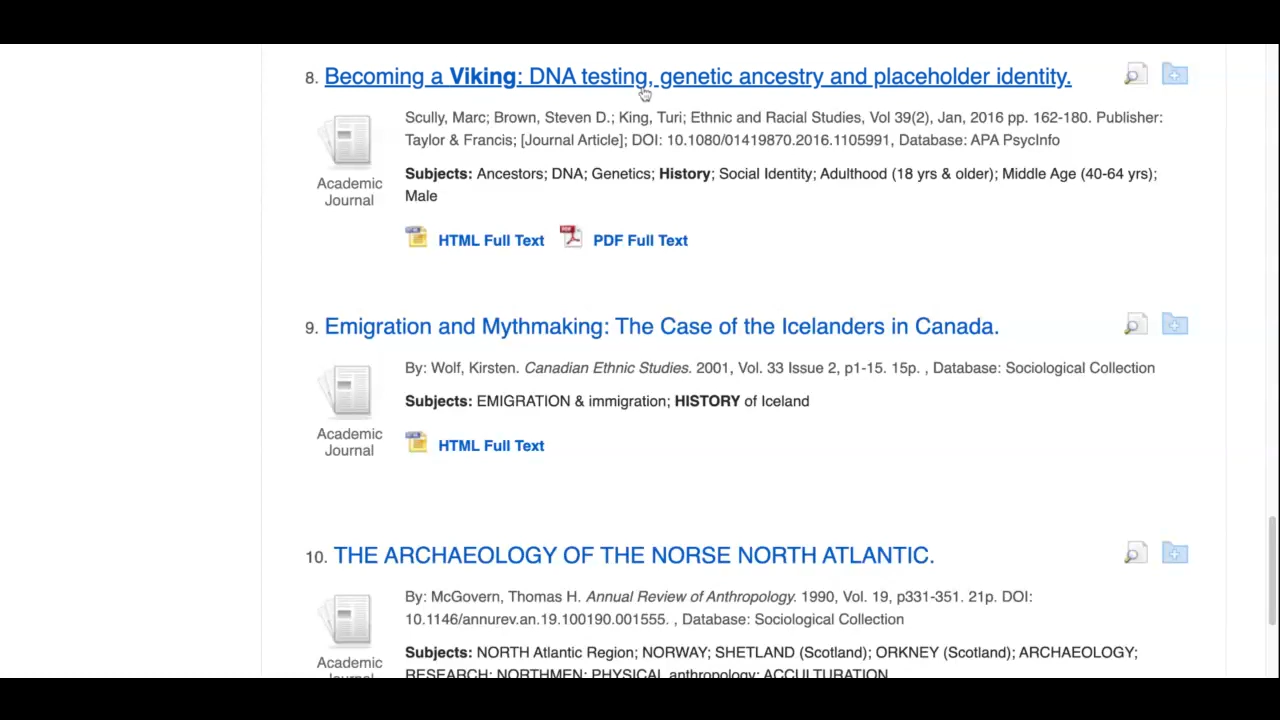 8. Becoming a Viking: DNA testing, genetic ancestry and placeholder identity.
Scully, Marc; Brown, Steven D.; King, Turi; Ethnic and Racial Studies, Vol 39(2), Jan, 2016 pp. 162-180. Publisher:
Taylor & Francis; [Journal Article]; DOI: 10.1080/01419870.2016.1105991, Database: APA PsycInfo
Academic
Journal
Subjects: Ancestors; DNA; Genetics; History; Social Identity; Adulthood (18 yrs & older); Middle Age (40-64 yrs);
Male
HTML Full Text PDF Full Text
9. Emigration and Mythmaking: The Case of the Icelanders in Canada.
By: Wolf, Kirsten. Canadian Ethnic Studies. 2001, Vol. 33 Issue 2, p1-15. 15p. , Database: Sociological Collection
Subjects: EMIGRATION & immigration; HISTORY of Iceland
Academic
Journal
HTML Full Text
10. THE ARCHAEOLOGY OF THE NORSE NORTH ATLANTIC.
By: McGovern, Thomas H. Annual Review of Anthropology. 1990, Vol. 19, p331-351. 21p. DOI:
10.1146/annurev.an.19.100190.001555. , Database: Sociological Collection
Academic
Journal
Subjects: NORTH Atlantic Region; NORWAY; SHETLAND (Scotland); ORKNEY (Scotland); ARCHAEOLOGY;
RESEARCH; NORTHMEN; PHYSICAL anthropology; ACCULTURATION